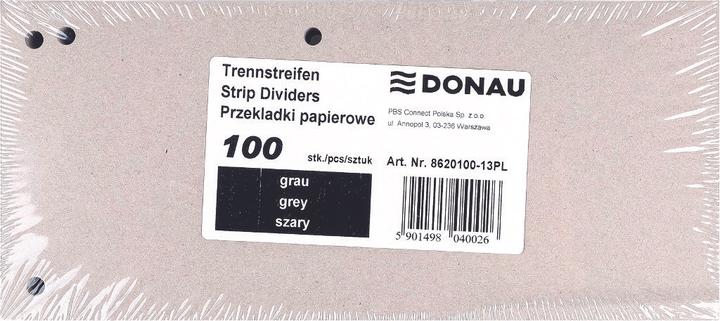 Trennstreifen
Strip Dividers
Przekladki papierowe
100 stk./pcs/sztuk
grau
grey
szary
DONAU
PBS Connect Polska Sp. z.o.o.
ul Annopol 3, 03-236 Warszawa
Art. Nr. 8620100-13PL
5 901498 040026